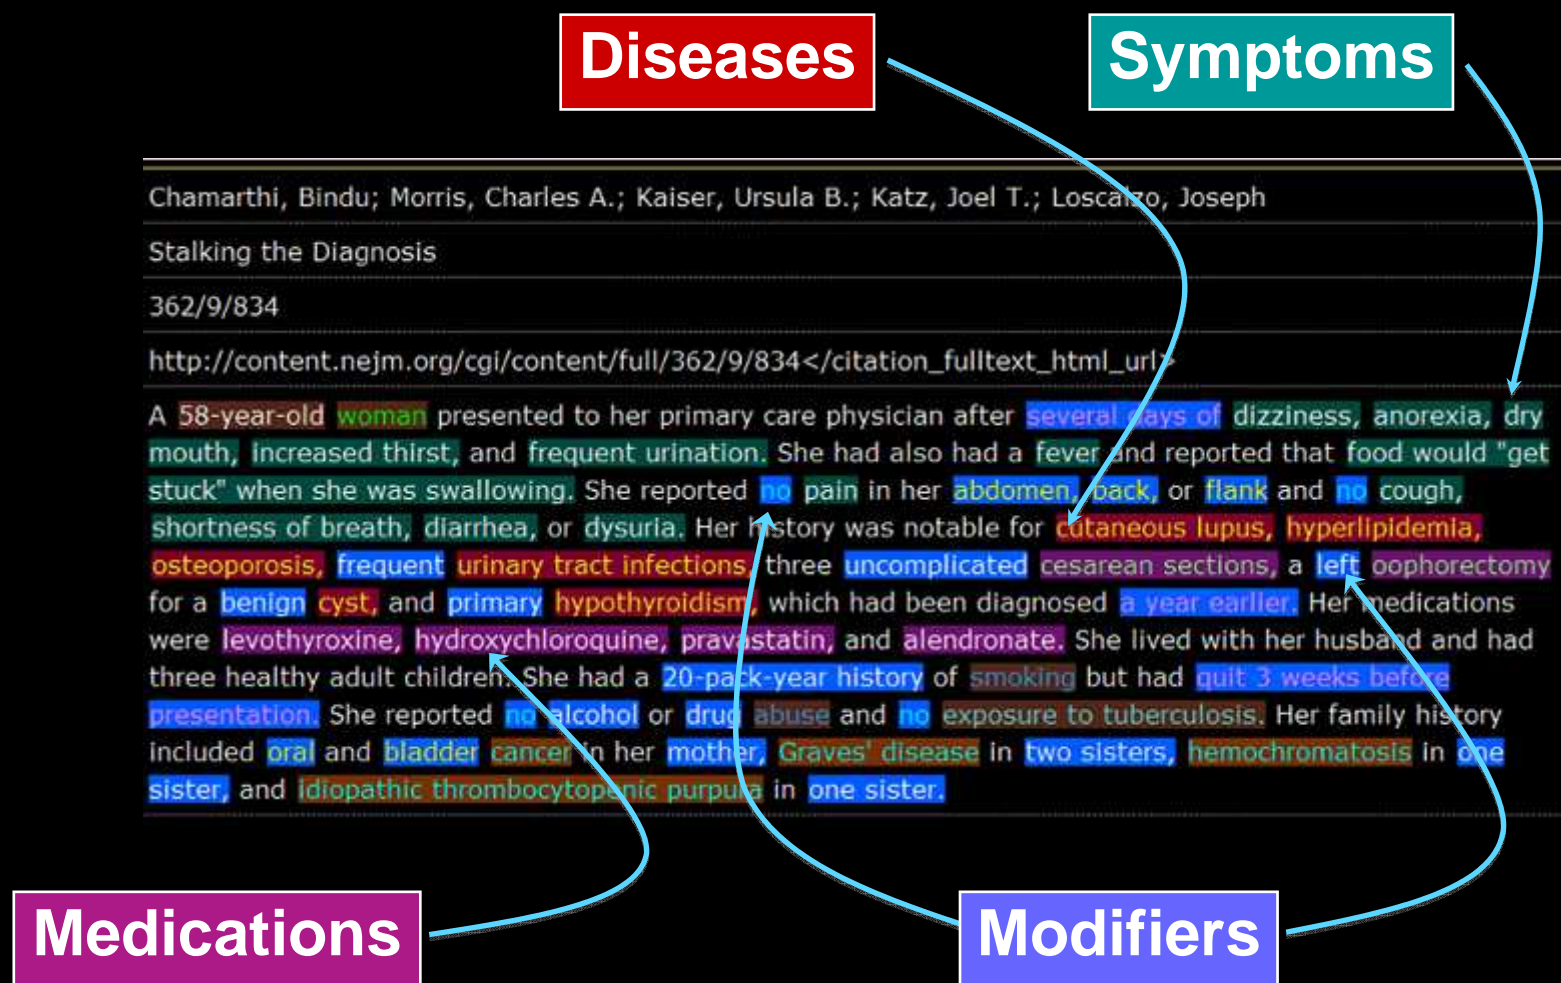 Diseases
Symptoms
Chamarthi, Bindu; Morris, Charles A.; Kaiser, Ursula B.; Katz, Joel T.; Loscalzo, Joseph
Stalking the Diagnosis
362/9/834
http://content.nejm.org/cgi/content/full/362/9/834</citation_fulltext_html_url>
A 58-year-old woman presented to her primary care physician after several days of dizziness, anorexia, dry
mouth, increased thirst, and frequent urination. She had also had a fever and reported that food would "get
stuck" when she was swallowing. She reported no pain in her abdomen, back, or flank and no cough,
shortness of breath, diarrhea, or dysuria. Her history was notable for cutaneous lupus, hyperlipidemia,
osteoporosis, frequent urinary tract infections, three uncomplicated cesarean sections, a left oophorectomy
for a benign cyst, and primary hypothyroidism, which had been diagnosed a year earlier. Her medications
were levothyroxine, hydroxychloroquine, pravastatin, and alendronate. She lived with her husband and had
three healthy adult children. She had a 20-pack-year history of smoking but had quit 3 weeks before
presentation. She reported no alcohol or drug abuse and no exposure to tuberculosis. Her family history
included oral and bladder cancer in her mother, Graves' disease in two sisters, hemochromatosis in one
sister, and idiopathic thrombocytopenic purpura in one sister.
Medications
Modifiers